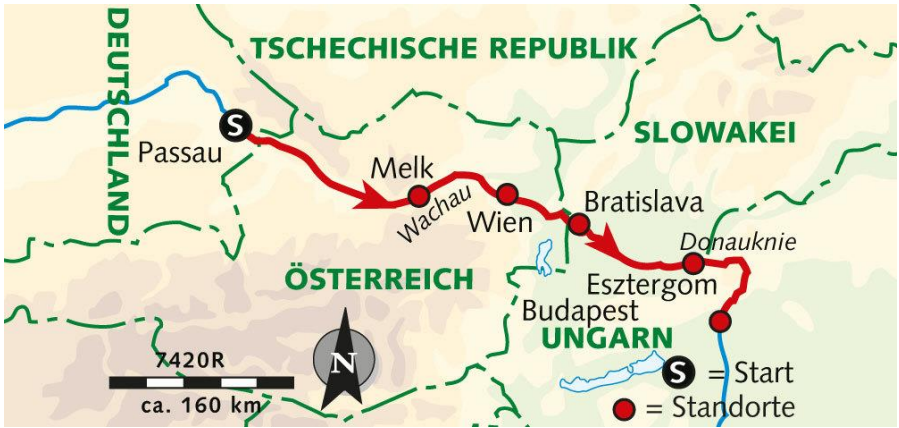 DEUTSCHLAND
TSCHECHISCHE REPUBLIK
S
SLOWAKEI
Passau
Melk
Wachau
Wien
Bratislava
Donauknie
Esztergom
ÖSTERREICH
Budapest
UNGARN
N
7420R
ca. 160 km
S = Start
= Standorte